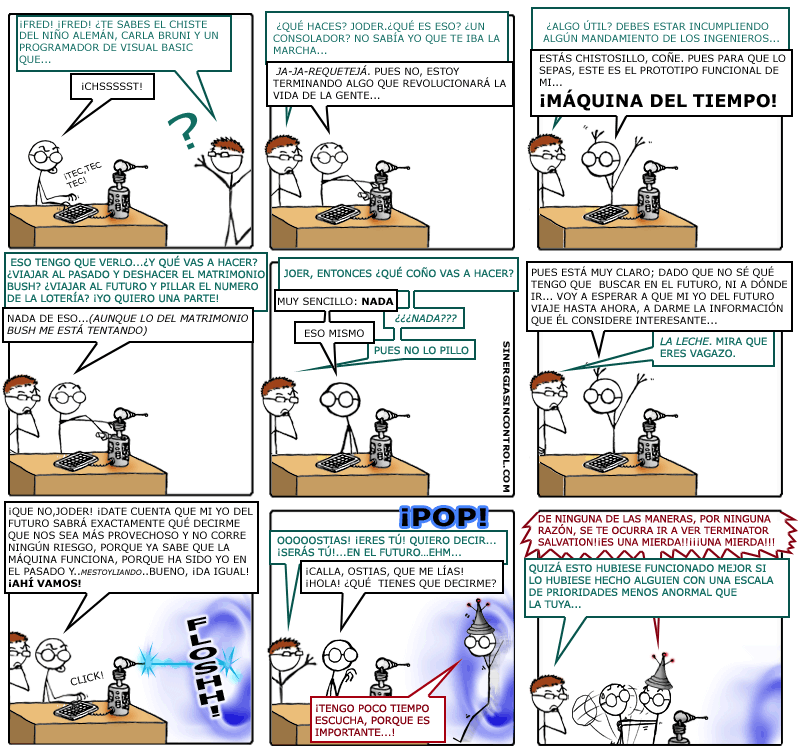 ¡FRED! ¡FRED! ¿TE SABES EL CHISTE
DEL NIÑO ALEMÁN, CARLA BRUNI Y UN
PROGRAMADOR DE VISUAL BASIC
QUE...
¡CHSSSSST!
?
¡TEC,TEC
TEC!
¿QUÉ HACES? JODER.¿QUÉ ES ESO? ¿UN
CONSOLADOR? NO SABÍA YO QUE TE IBA LA
MARCHA...
JA-JA-REQUETEJÁ. PUES NO, ESTOY
TERMINANDO ALGO QUE REVOLUCIONARÁ LA
VIDA DE LA GENTE...
¿ALGO ÚTIL? DEBES ESTAR INCUMPLIENDO
ALGÚN MANDAMIENTO DE LOS INGENIEROS...
ESTÁS CHISTOSILLO, COÑE. PUES PARA QUE LO
SEPAS, ESTE ES EL PROTOTIPO FUNCIONAL DE
MI...
¡MÁQUINA DEL TIEMPO!
ESO TENGO QUE VERLO...¿Y QUÉ VAS A HACER?
¿VIAJAR AL PASADO Y DESHACER EL MATRIMONIO
BUSH? ¿VIAJAR AL FUTURO Y PILLAR EL NUMERO
DE LA LOTERÍA? ¡YO QUIERO UNA PARTE!
NADA DE ESO...(AUNQUE LO DEL MATRIMONIO
BUSH ME ESTÁ TENTANDO)
JOER, ENTONCES ¿QUÉ COÑO VAS A HACER?
MUY SENCILLO: NADA
¿¿¿NADA???
ESO MISMO
PUES NO LO PILLO
SINERGIASINCONTROL.COM
PUES ESTÁ MUY CLARO; DADO QUE NO SÉ QUÉ
TENGO QUE BUSCAR EN EL FUTURO, NI A DÓNDE
IR... VOY A ESPERAR A QUE MI YO DEL FUTURO
VIAJE HASTA AHORA, A DARME LA INFORMACIÓN
QUE ÉL CONSIDERE INTERESANTE...
LA LECHE. MIRA QUE
ERES VAGAZO.
¡QUE NO,JODER! ¡DATE CUENTA QUE MI YO DEL
FUTURO SABRÁ EXACTAMENTE QUÉ DECIRME
QUE NOS SEA MÁS PROVECHOSO Y NO CORRE
NINGÚN RIESGO, PORQUE YA SABE QUE LA
MÁQUINA FUNCIONA, PORQUE HA SIDO YO EN
EL PASADO Y..MESTOYLIANDO..BUENO, ¡DA IGUAL!
¡AHÍ VAMOS!
CLICK!
FLOSHH!
¡POP!
OOOOOSTIAS! ¡ERES TÚ! QUIERO DECIR...
¡SERÁS TÚ!...EN EL FUTURO...EHM...
¡CALLA, OSTIAS, QUE ME LÍAS!
¡HOLA! ¿QUÉ TIENES QUE DECIRME?
¡TENGO POCO TIEMPO
ESCUCHA, PORQUE ES
IMPORTANTE...!
DE NINGUNA DE LAS MANERAS, POR NINGUNA
RAZÓN, SE TE OCURRA IR A VER TERMINATOR
SALVATION!¡ES UNA MIERDA!!¡¡¡UNA MIERDA!!!
QUIZÁ ESTO HUBIESE FUNCIONADO MEJOR SI
LO HUBIESE HECHO ALGUIEN CON UNA ESCALA
DE PRIORIDADES MENOS ANORMAL QUE
LA TUYA...